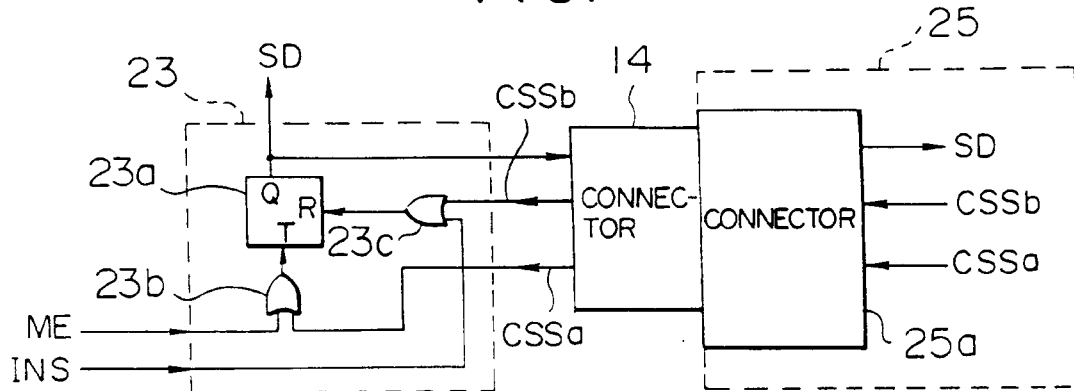 25
SD
14
23
CSSb
23a
Q
R
T
CONNEC-
TOR
CONNECTOR
SD
CSSb
CSSa
23c
23b
ME
CSSa
INS
25a